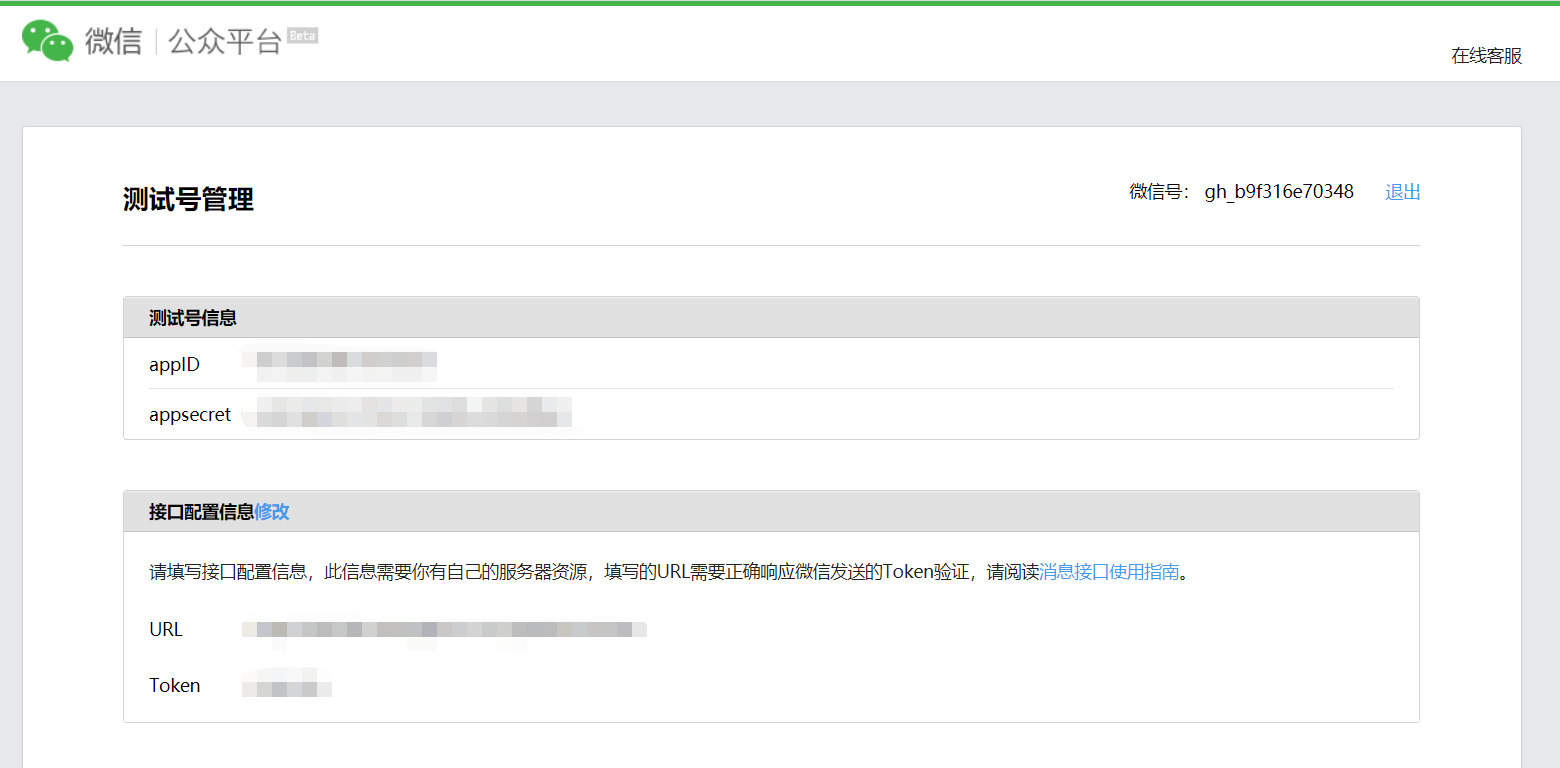 微信 | 公众平台 Beta
在线客服
测试号管理
微信号： gh_b9f316e70348 退出
测试号信息
appID
appsecret
接口配置信息修改
请填写接口配置信息，此信息需要你有自己的服务器资源，填写的URL需要正确响应微信发送的Token验证，请阅读消息接口使用指南。
URL
Token